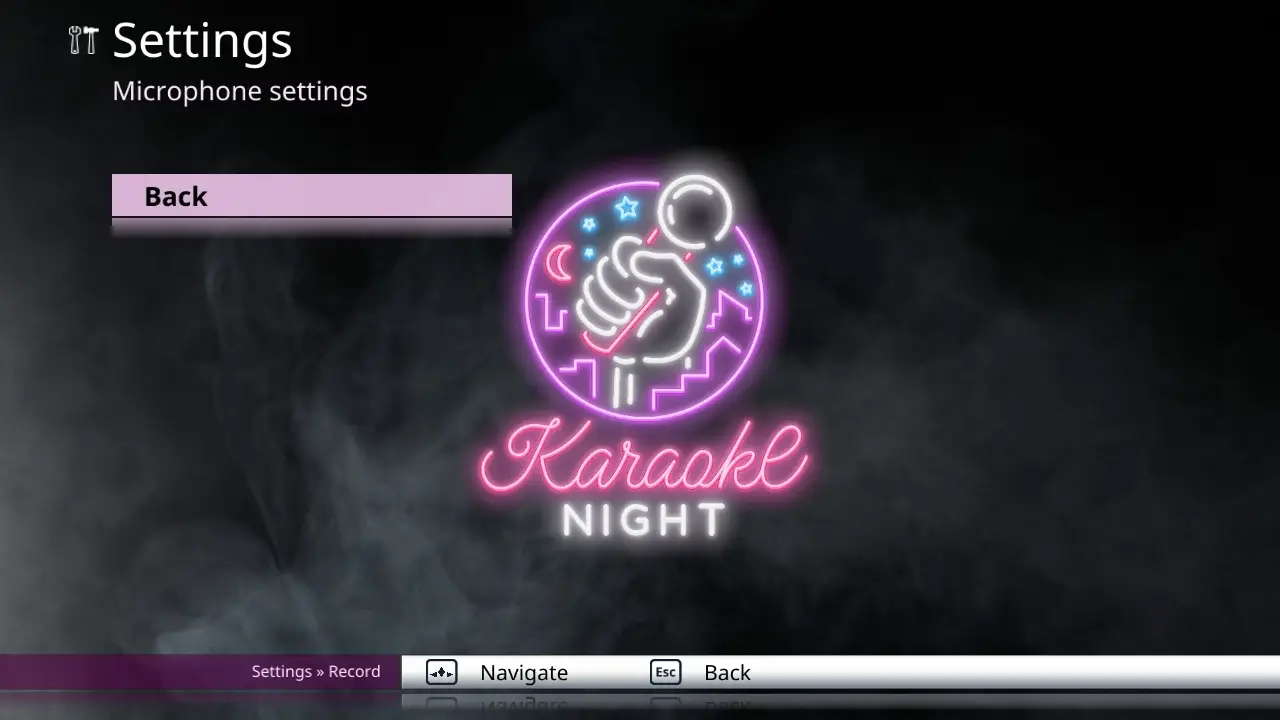 Settings
Microphone settings
Back
Karaoke
NIGHT
Settings » Record
Navigate
Esc
Back